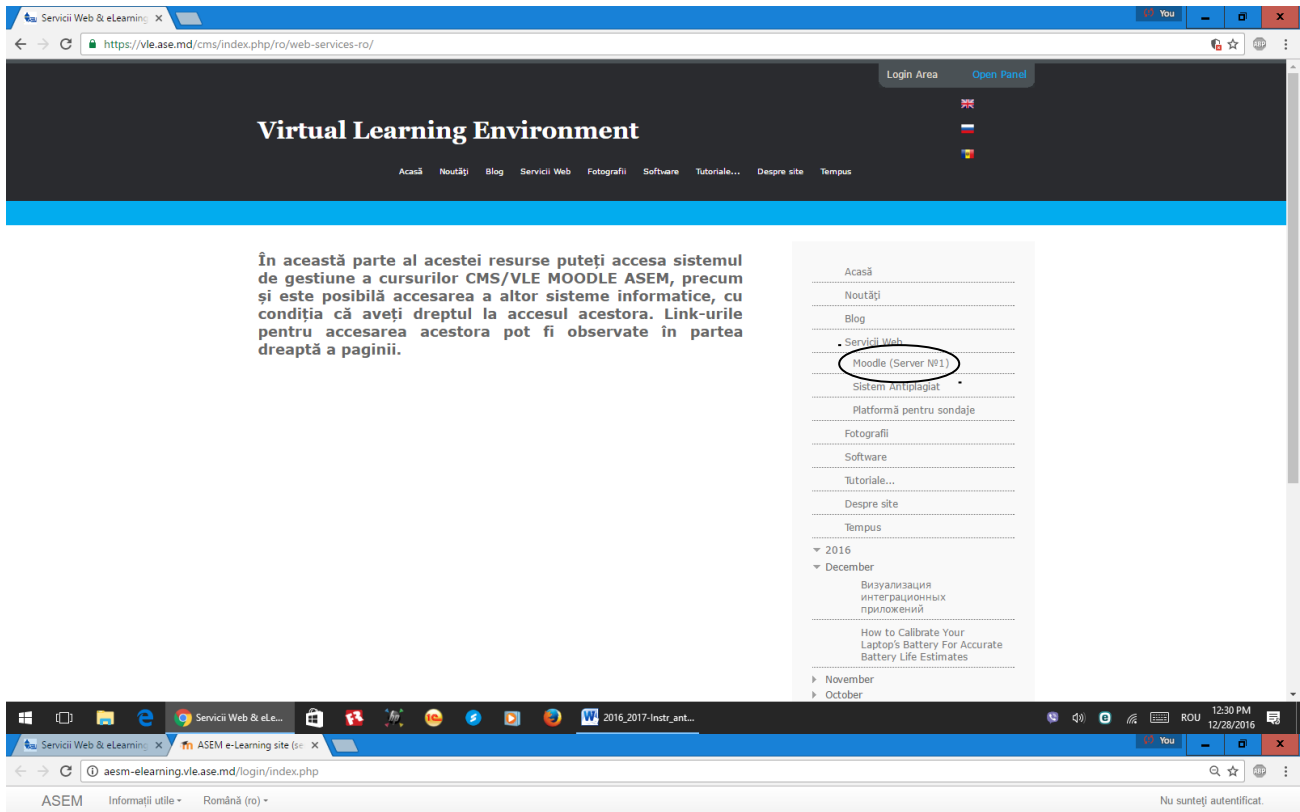 Servicii Web & eLearning
You
https://vle.ase.md/cms/index.php/ro/web-services-ro/
ABP
Login Area Open Panel
Virtual Learning Environment
Acasă Noutăți Blog Servicii Web Fotografii Software Tutoriale... Despre site Tempus
În această parte al acestei resurse puteți accesa sistemul
de gestiune a cursurilor CMS/VLE MOODLE ASEM, precum
și este posibilă accesarea a altor sisteme informatice, cu
condiția că aveți dreptul la accesul acestora. Link-urile
pentru accesarea acestora pot fi observate în partea
dreaptă a paginii.
Acasă
Noutăți
Blog
Servicii Web
Moodle (Server №1)
Sistem Antiplagiat
Platformă pentru sondaje
Fotografii
Software
Tutoriale...
Despre site
Tempus
2016
December
Визуализация
интеграционных
приложений
How to Calibrate Your
Laptop's Battery For Accurate
Battery Life Estimates
November
October
Servicii Web & eLe... 2016_2017-Instr_ant... ROU 12:30 PM
12/28/2016
Servicii Web & eLearning ASEM e-Learning site (se
You
aesm-elearning.vle.ase.md/login/index.php
ABP
ASEM Informații utile Română (ro) Nu sunteți autentificat.